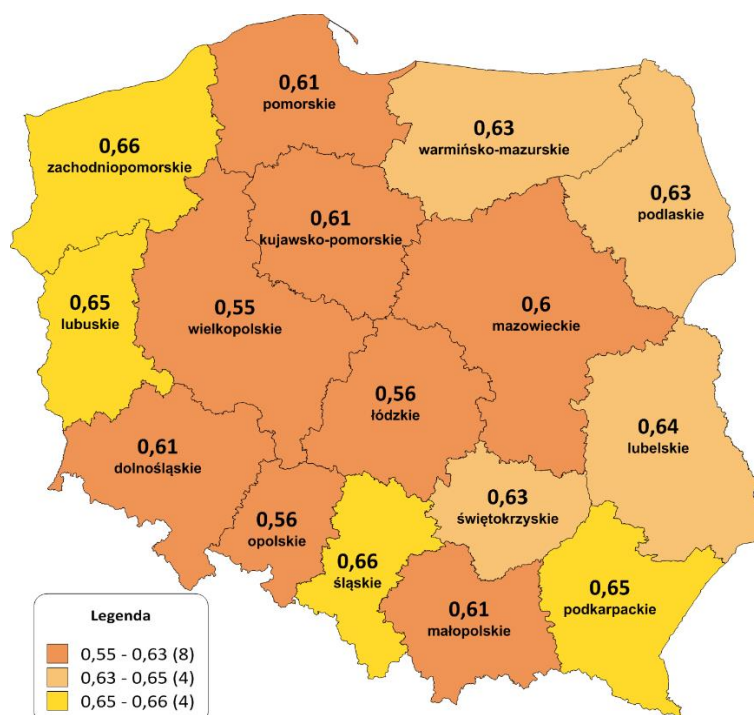 0,61
pomorskie
0,66
zachodniopomorskie
0,63
warmińsko-mazurskie
0,63
podlaskie
0,61
kujawsko-pomorskie
0,65
lubuskie
0,55
wielkopolskie
0,6
mazowieckie
0,56
łódzkie
0,64
lubelskie
0,61
dolnośląskie
0,56
opolskie
0,63
świętokrzyskie
0,66
śląskie
0,61
małopolskie
0,65
podkarpackie
Legenda
0,55 - 0,63 (8)
0,63 - 0,65 (4)
0,65 - 0,66 (4)